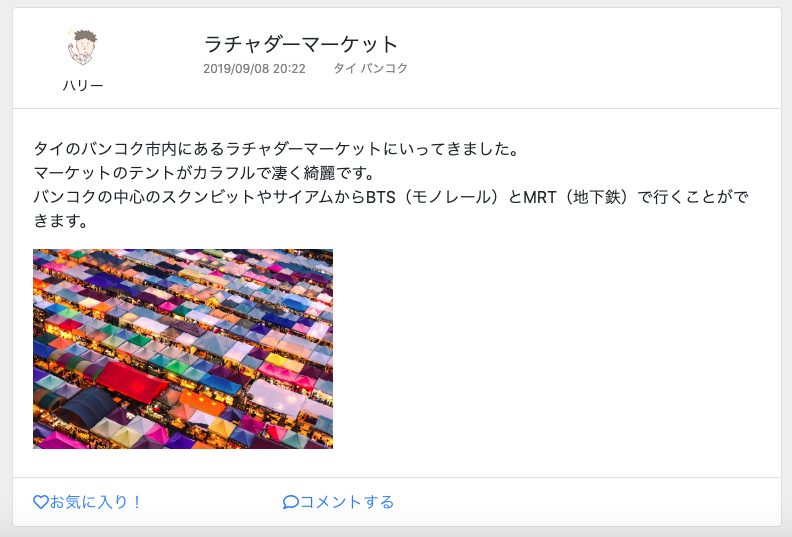 ラチャダーマーケット
2019/09/08 20:22 タイ バンコク
ハリー
タイのバンコク市内にあるラチャダーマーケットにいってきました。
マーケットのテントがカラフルで凄く綺麗です。
バンコクの中心のスクンビットやサイアムからBTS（モノレール）とMRT（地下鉄）で行くことがで
きます。
お気に入り！ コメントする